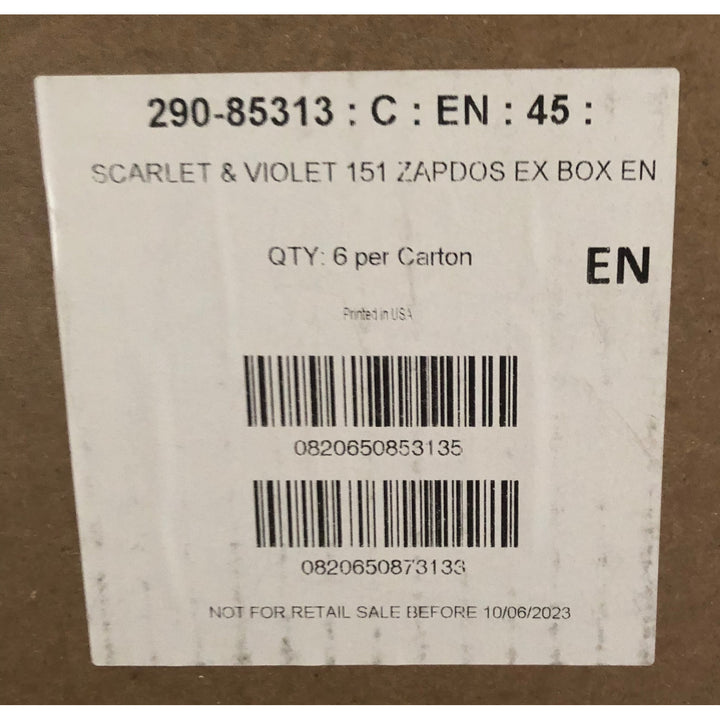 290-85313 : C : EN : 45 :
SCARLET & VIOLET 151 ZAPDOS EX BOX EN
QTY: 6 per Carton
EN
Printed in USA
0820650853135
0820650873133
NOT FOR RETAIL SALE BEFORE 10/06/2023